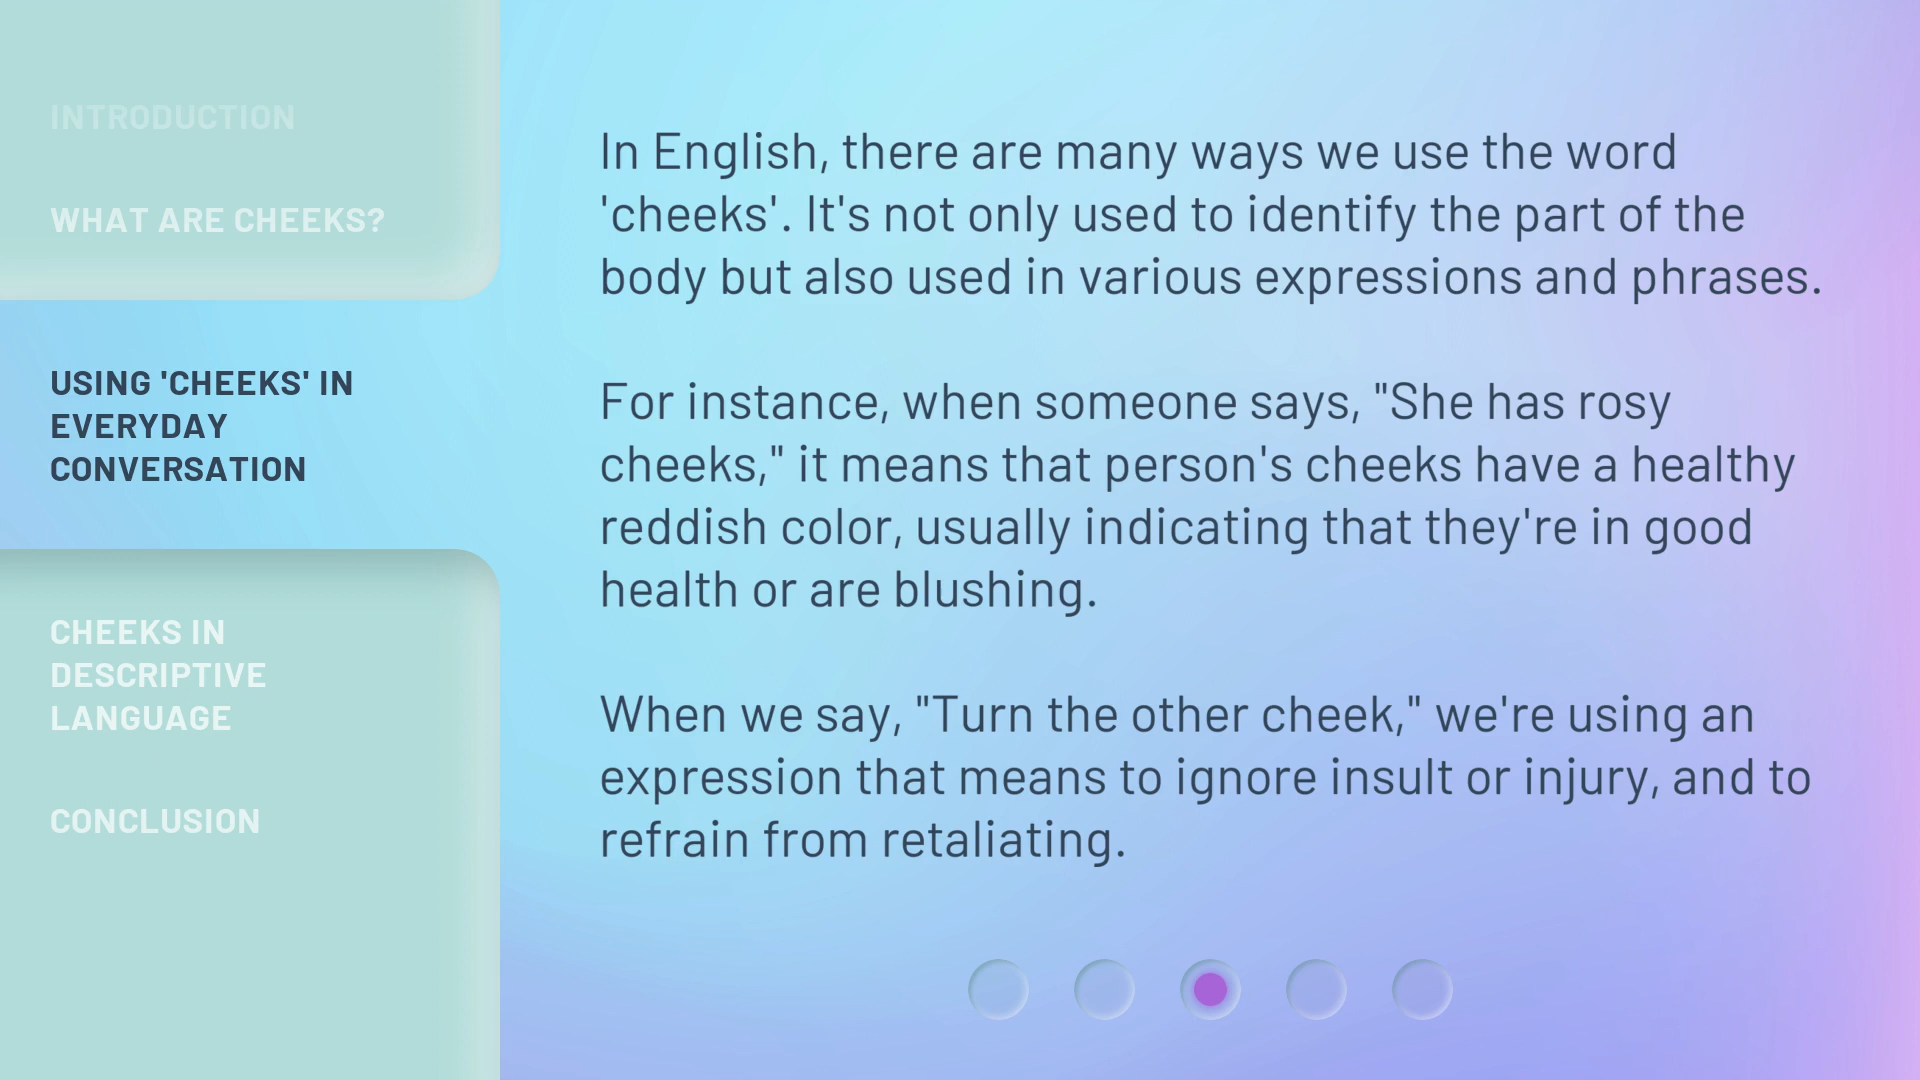 INTRODUCTION
WHAT ARE CHEEKS?
USING 'CHEEKS' IN
EVERYDAY
CONVERSATION
CHEEKS IN
DESCRIPTIVE
LANGUAGE
CONCLUSION
In English, there are many ways we use the word
'cheeks'. It's not only used to identify the part of the
body but also used in various expressions and phrases.
For instance, when someone says, "She has rosy
cheeks," it means that person's cheeks have a healthy
reddish color, usually indicating that they're in good
health or are blushing.
When we say, "Turn the other cheek," we're using an
expression that means to ignore insult or injury, and to
refrain from retaliating.